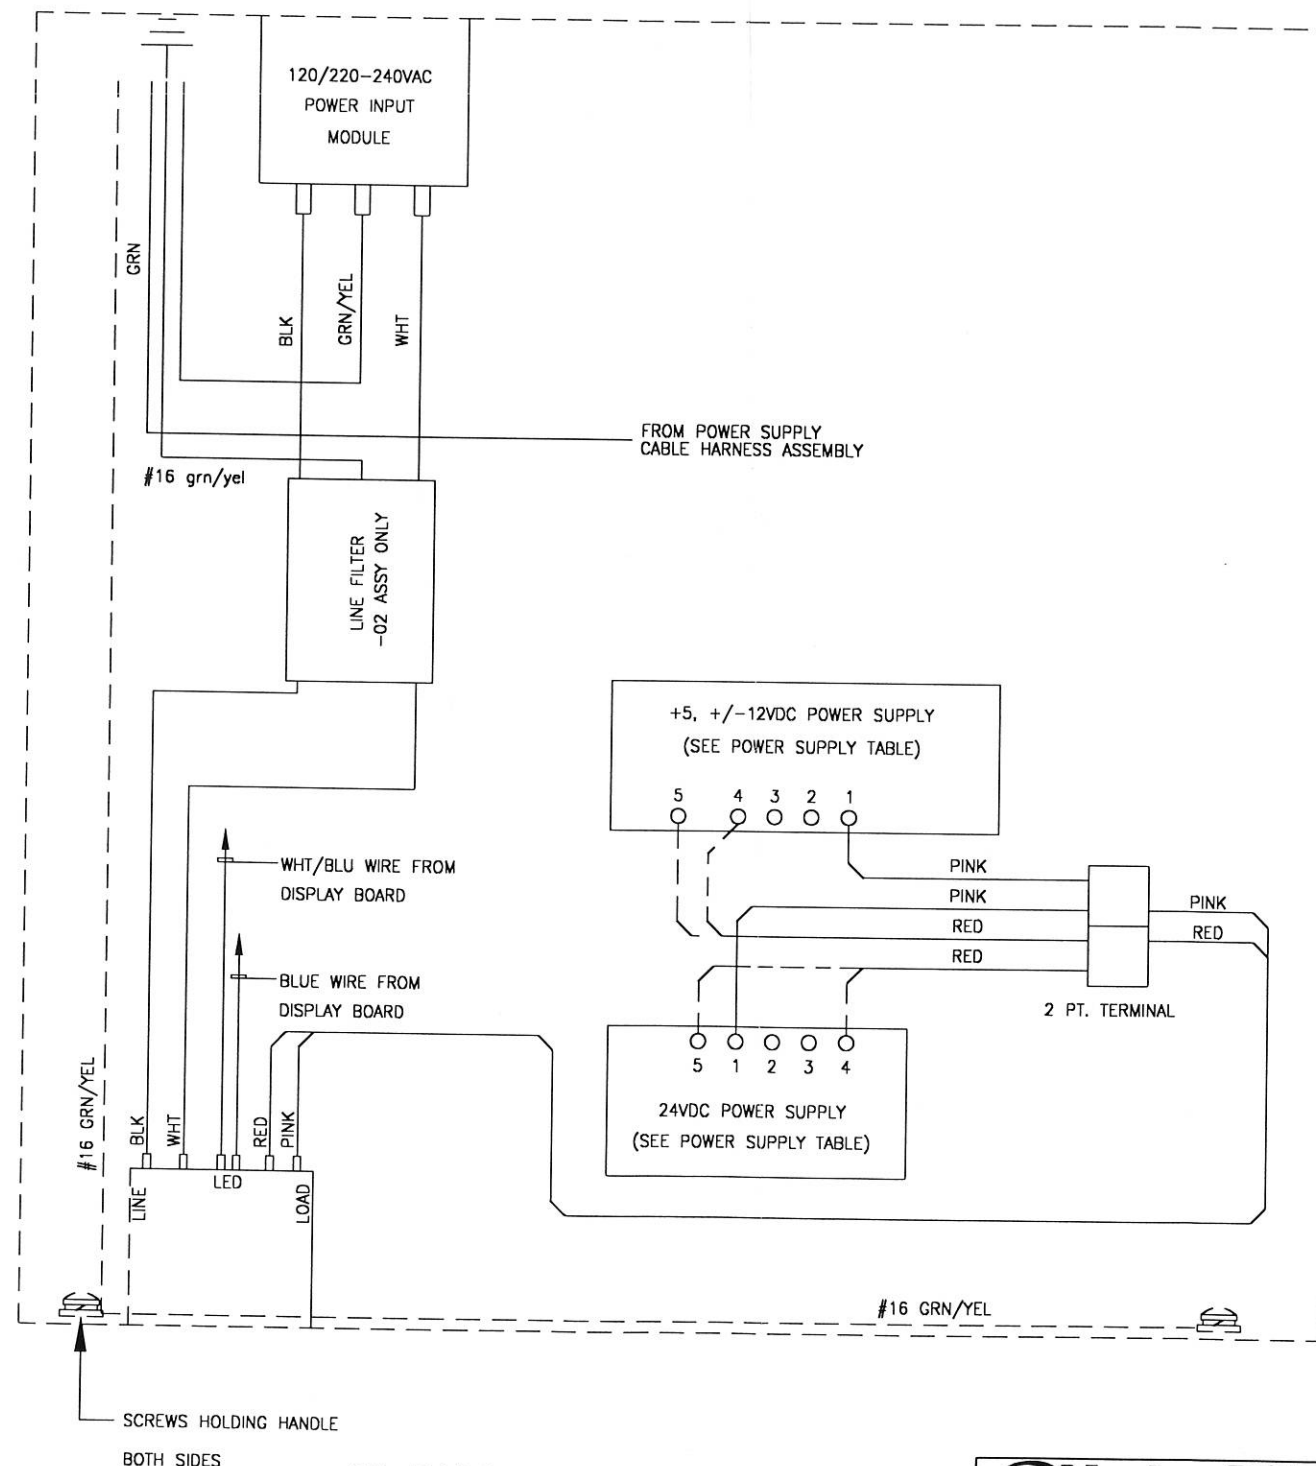 120/220-240VAC
POWER INPUT
MODULE
GRN
BLK
GRN/YEL
WHT
FROM POWER SUPPLY
CABLE HARNESS ASSEMBLY
#16 grn/yel
LINE FILTER
-02 ASSY ONLY
+5, +/-12VDC POWER SUPPLY
(SEE POWER SUPPLY TABLE)
5 4 3 2 1
WHT/BLU WIRE FROM
DISPLAY BOARD
PINK
PINK
RED
RED
PINK
RED
BLUE WIRE FROM
DISPLAY BOARD
2 PT. TERMINAL
5 1 2 3 4
24VDC POWER SUPPLY
(SEE POWER SUPPLY TABLE)
#16 GRN/YEL
BLK
WHT
RED
PINK
LINE
LED
LOAD
#16 GRN/YEL
SCREWS HOLDING HANDLE
BOTH SIDES